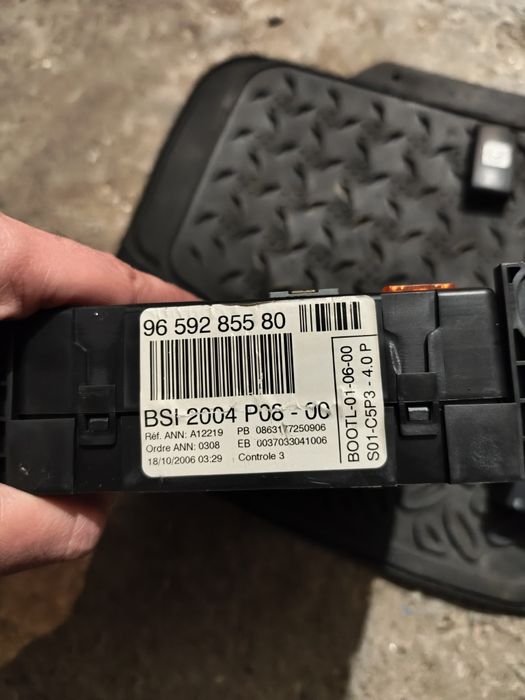 96 592 855 80
BSI 2004 P06 - 00
Réf. ANN: A12219 PB 0863177250906
Ordre ANN: 0308 EB 0037033041006
18/10/2006 03:29 Controle 3
BOOTL-01-06-00
S01-C5P3 - 4.0 P